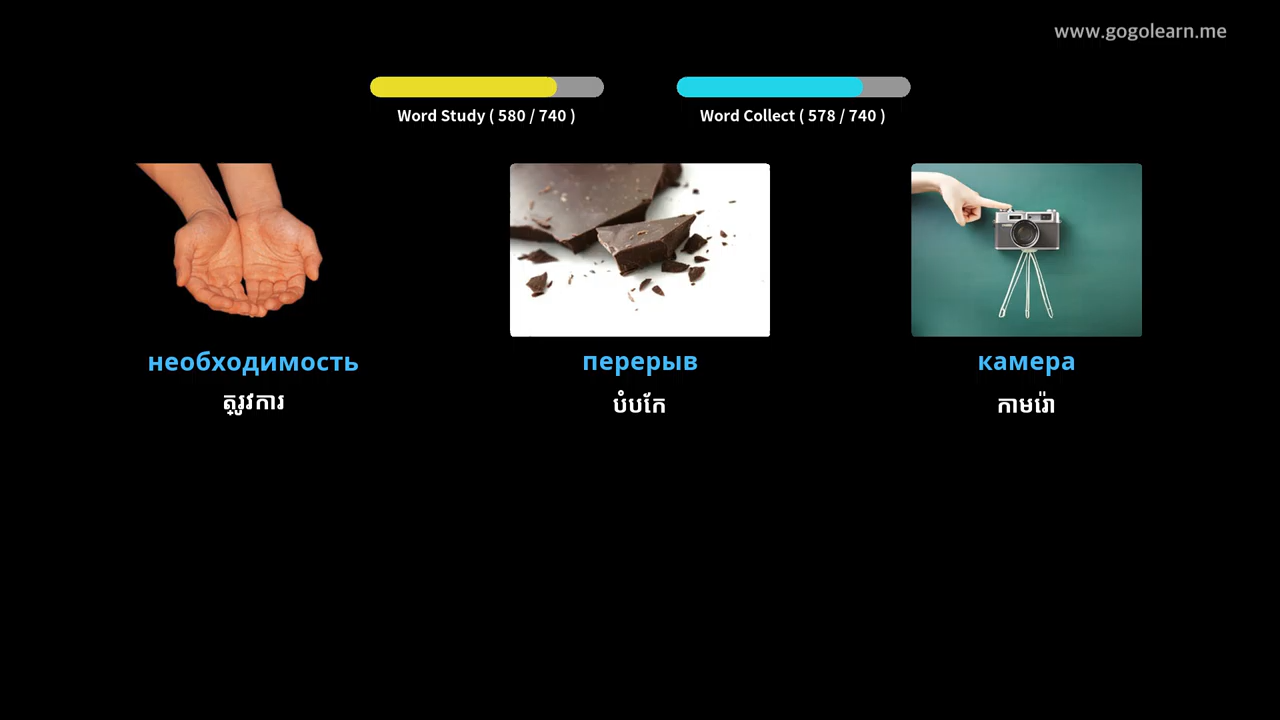 www.gogolearn.me
Word Study ( 580 / 740 )
Word Collect ( 578 / 740 )
необходимость
перерыв
камера
ត្រូវការ
បំបកែ
កាមរ៉ោ